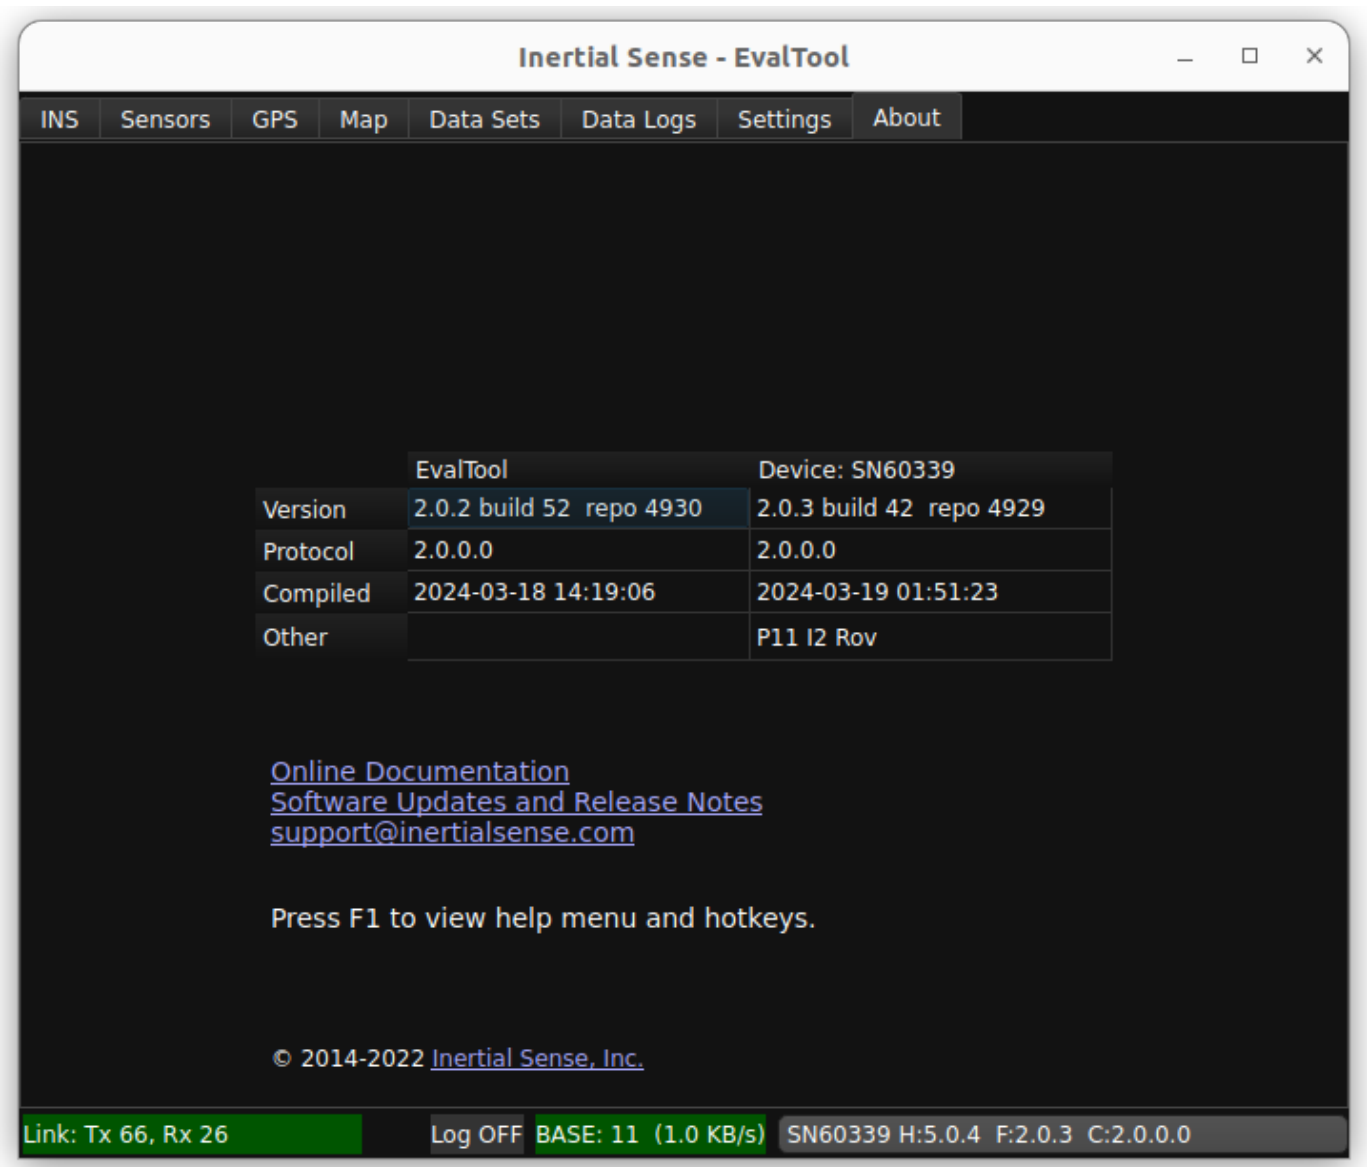 Inertial Sense - EvalTool
INS Sensors GPS Map Data Sets Data Logs Settings About
EvalTool Device: SN60339
Version 2.0.2 build 52 repo 4930 2.0.3 build 42 repo 4929
Protocol 2.0.0.0 2.0.0.0
Compiled 2024-03-18 14:19:06 2024-03-19 01:51:23
Other P11 I2 Rov
Online Documentation
Software Updates and Release Notes
support@inertialsense.com
Press F1 to view help menu and hotkeys.
© 2014-2022 Inertial Sense, Inc.
Link: Tx 66, Rx 26 Log OFF BASE: 11 (1.0 KB/s) SN60339 H:5.0.4 F:2.0.3 C:2.0.0.0